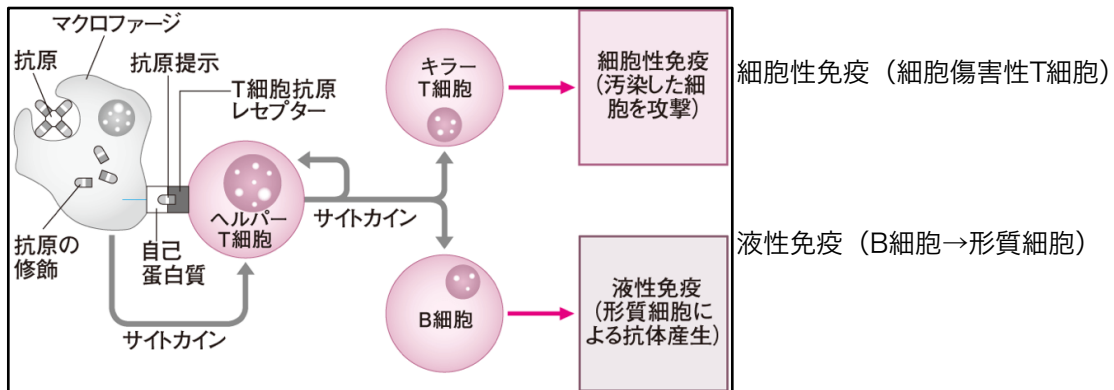 マクロファージ
抗原
抗原提示
T細胞抗原
レセプター
抗原の
修飾
自己
蛋白質
サイトカイン
ヘルパー
T細胞
サイトカイン
キラー
T細胞
B細胞
細胞性免疫
(汚染した細
胞を攻撃)
液性免疫
(形質細胞に
よる抗体産生)
細胞性免疫（細胞傷害性T細胞）
液性免疫（B細胞→形質細胞）